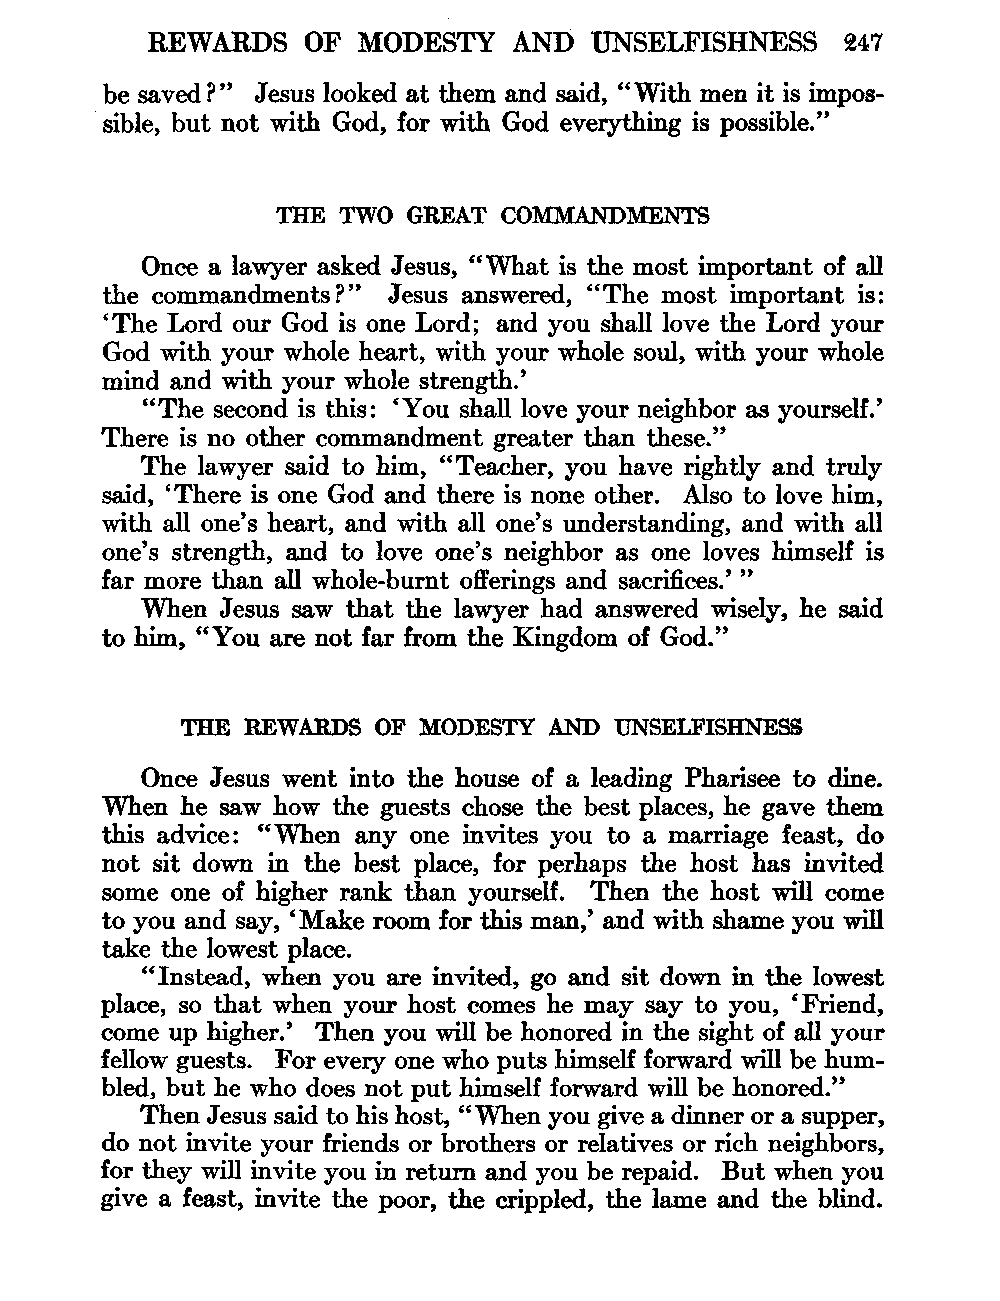 REWARDS OF MODESTY AND UNSELFISHNESS 247
be saved?” Jesus looked at them and said, “With men it is impos-
sible, but not with God, for with God everything is possible.”
THE TWO GREAT COMMANDMENTS
Once a lawyer asked Jesus, “What is the most important of all
the commandments?” Jesus answered, “The most important is:
‘The Lord our God is one Lord; and you shall love the Lord your
God with your whole heart, with your whole soul, with your whole
mind and with your whole strength.’
“The second is this: ‘You shall love your neighbor as yourself.’
There is no other commandment greater than these.”
The lawyer said to him, “Teacher, you have rightly and truly
said, ‘There is one God and there is none other. Also to love him,
with all one’s heart, and with all one’s understanding, and with all
one’s strength, and to love one’s neighbor as one loves himself is
far more than all whole-burnt offerings and sacrifices.’ ”
When Jesus saw that the lawyer had answered wisely, he said
to him, “You are not far from the Kingdom of God.”
THE REWARDS OF MODESTY AND UNSELFISHNESS
Once Jesus went into the house of a leading Pharisee to dine.
When he saw how the guests chose the best places, he gave them
this advice: “When any one invites you to a marriage feast, do
not sit down in the best place, for perhaps the host has invited
some one of higher rank than yourself. Then the host will come
to you and say, ‘Make room for this man,’ and with shame you will
take the lowest place.
“Instead, when you are invited, go and sit down in the lowest
place, so that when your host comes he may say to you, ‘Friend,
come up higher.’ Then you will be honored in the sight of all your
fellow guests. For every one who puts himself forward will be hum-
bled, but he who does not put himself forward will be honored.”
Then Jesus said to his host, “When you give a dinner or a supper,
do not invite your friends or brothers or relatives or rich neighbors,
for they will invite you in return and you be repaid. But when you
give a feast, invite the poor, the crippled, the lame and the blind.